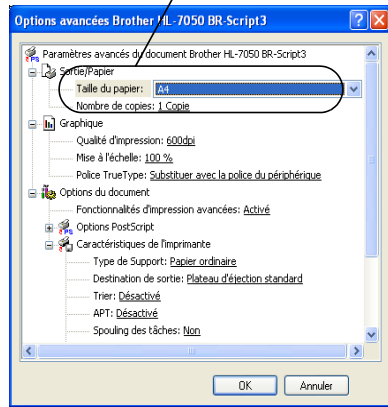 Options avancées Brother HL-7050 BR-Script3
Paramètres avancés du document Brother HL-7050 BR-Script3
Sortie/Papier
Taille du papier: A4
Nombre de copies: 1 Copie
Graphique
Qualité d'impression: 600dpi
Mise à l'échelle: 100 %
Police TrueType: Substituer avec la police du périphérique
Options du document
Fonctionnalités d'impression avancées: Activé
Options PostScript
Caractéristiques de l'imprimante
Type de Support: Papier ordinaire
Destination de sortie: Plateau d'éjection standard
Trier: Désactivé
APT: Désactivé
Spouling des tâches: Non
OK Annuler